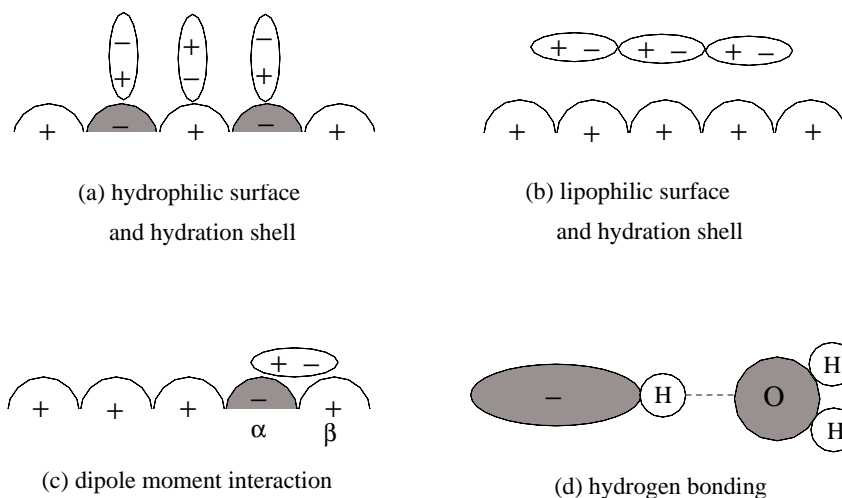 − + −
+ − +
+ − + − +
(a) hydrophilic surface
and hydration shell
+ − + − + −
+ + + + +
(b) lipophilic surface
and hydration shell
+ −
+ + + − +
α β
(c) dipole moment interaction
H
− H O
H
(d) hydrogen bonding